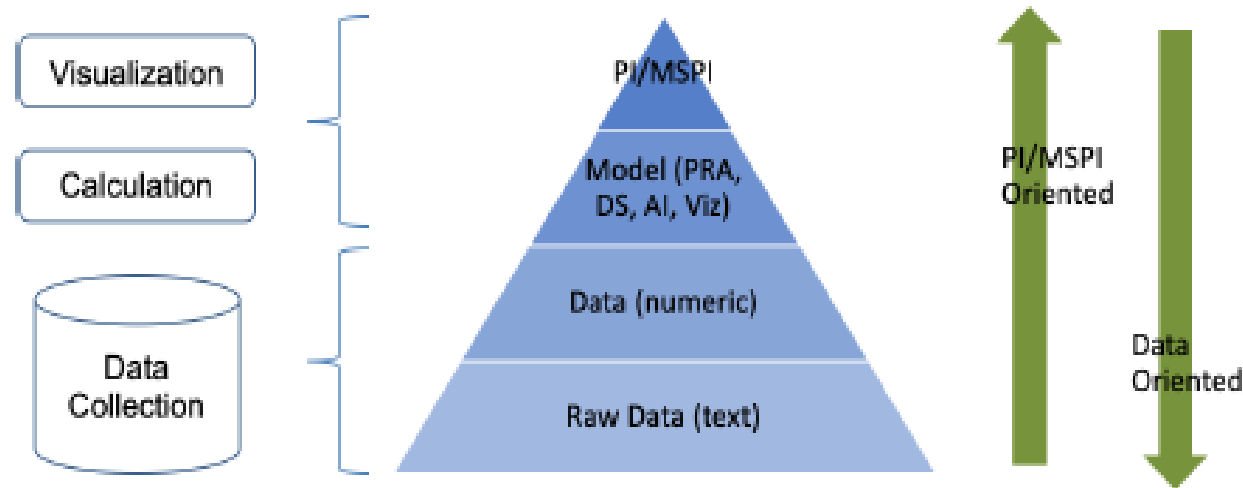 Visualization
Calculation
Data
Collection
PI/MSPI
Model (PRA,
DS, AI, Viz)
Data (numeric)
Raw Data (text)
PI/MSPI
Oriented
Data
Oriented